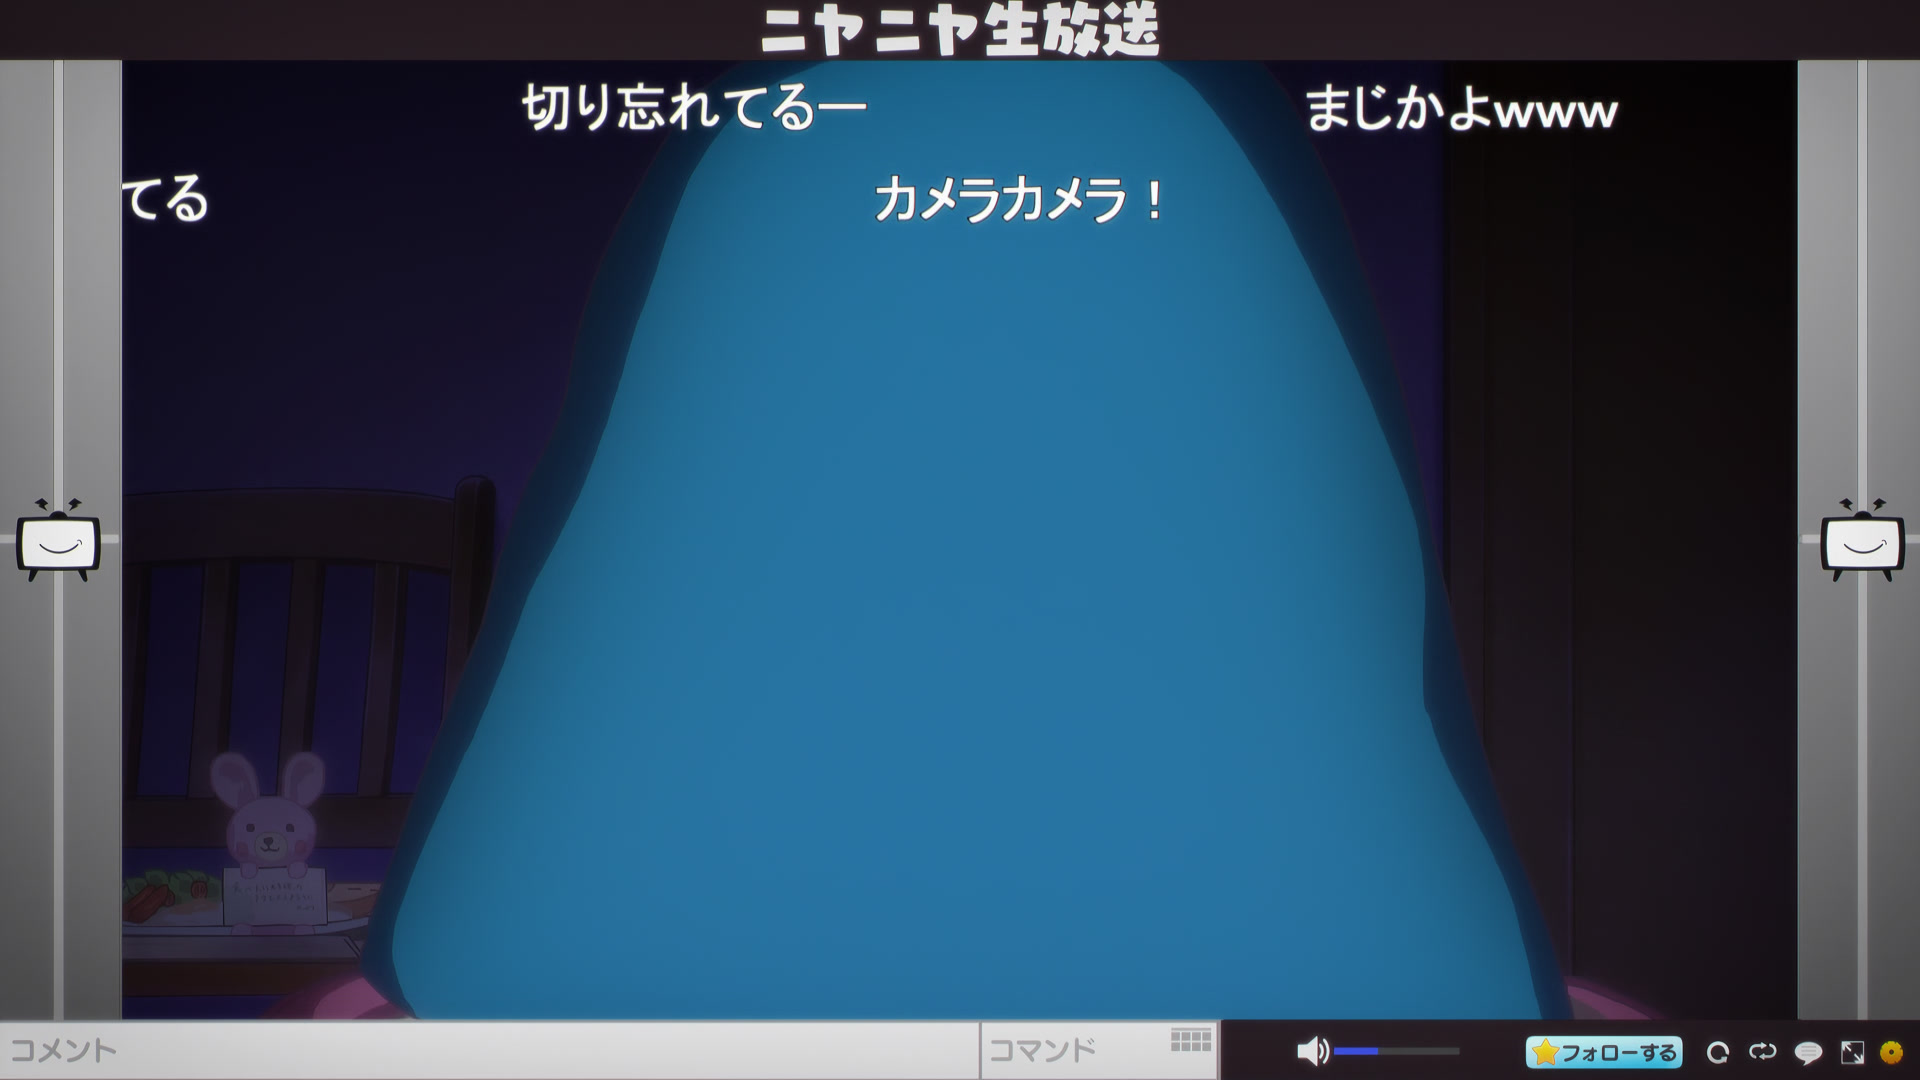 ニヤニヤ生放送
切り忘れてるー
まじかよwww
てる
カメラカメラ！
コメント
コマンド
フォローする